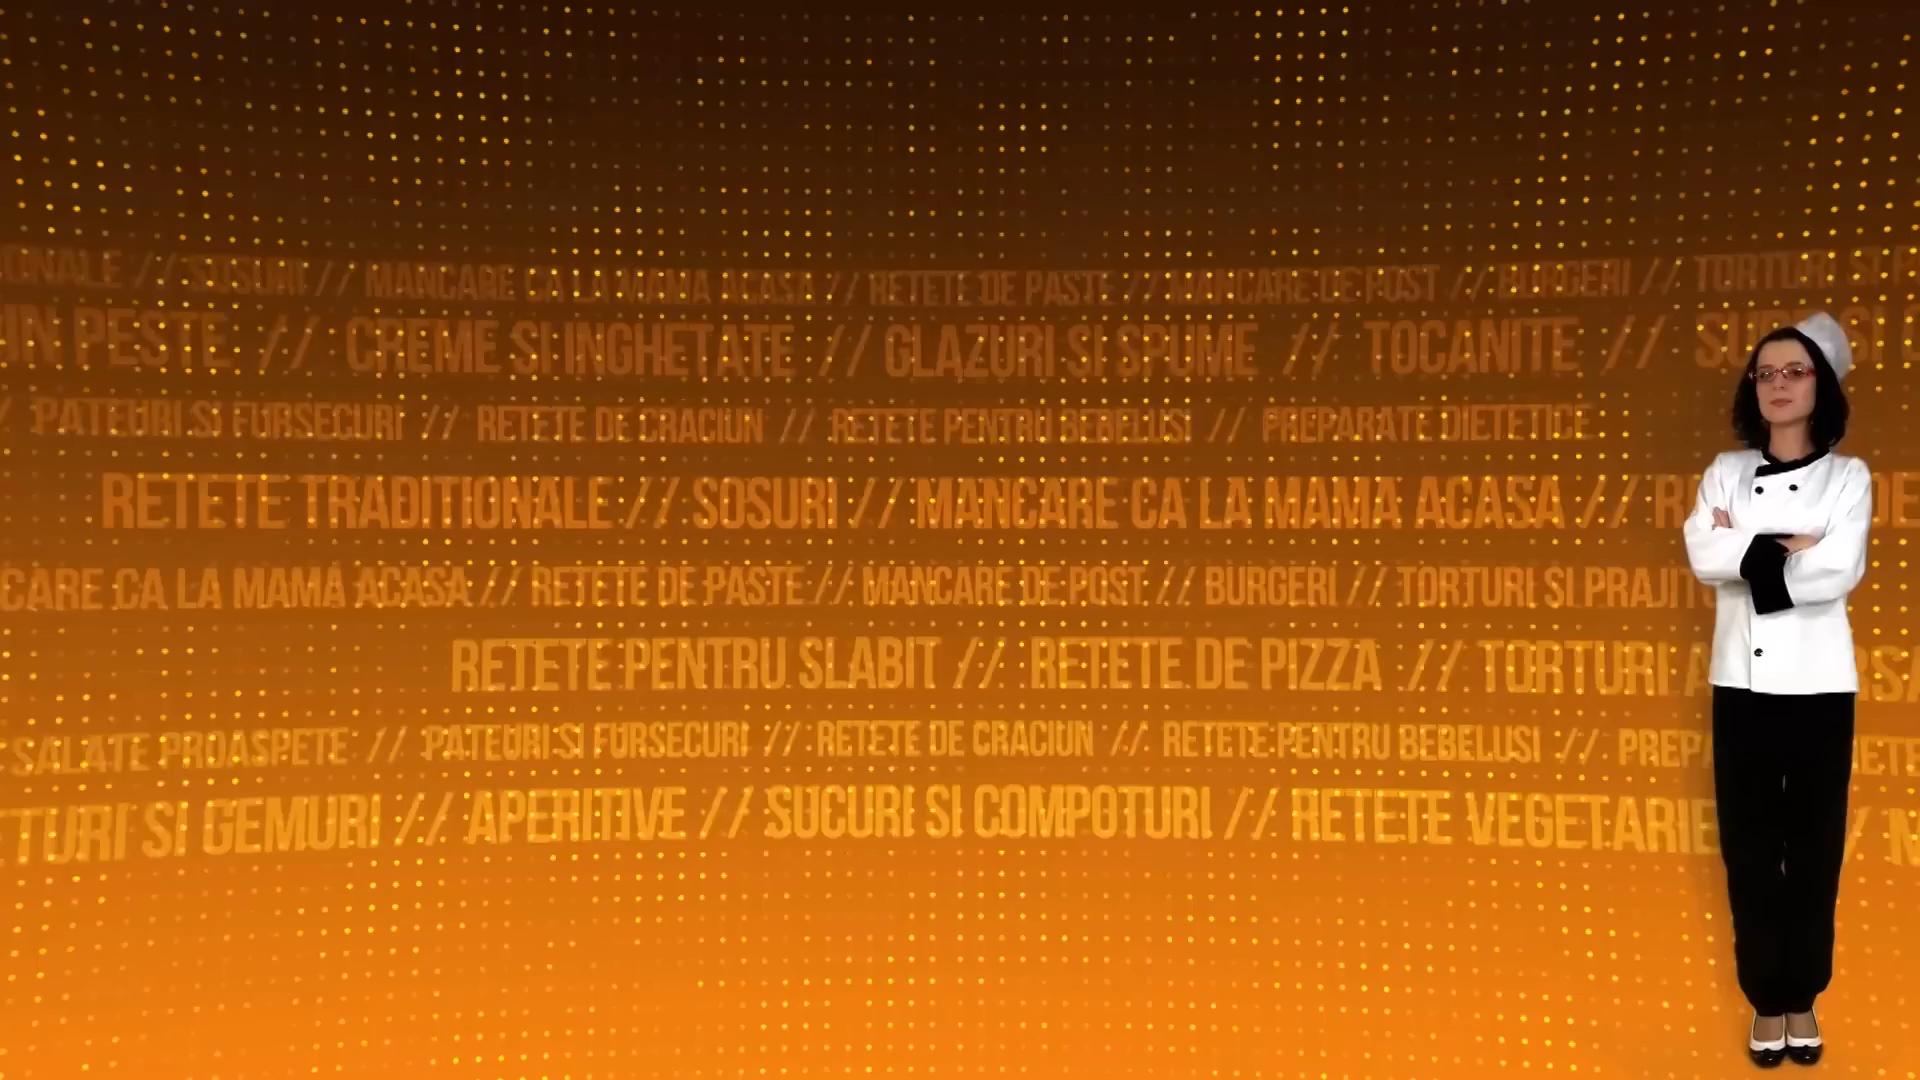 // SOSURI // MANCARE CA LA MAMA ACASA // RETETE DE PASTE // MANCARE DE POST // BURGERI // TORTURI SI
PESTE // CREME SI INGHETATE // GLAZURI SI SPUME // TOCANITE //
/ PATEURI SI FURSECURI // RETETE DE CRACIUN // RETETE PENTRU BEBELUSI // PREPARATE DIETETICE
RETETE TRADITIONALE // SOSURI // MANCARE CA LA MAMA ACASA //
CARE CA LA MAMA ACASA // RETETE DE PASTE // MANCARE DE POST // BURGERI // TORTURI SI
RETETE PENTRU SLABIT // RETETE DE PIZZA // TORTURI
SALATE PROASPETE // PATEURI SI FURSECURI // RETETE DE CRACIUN // RETETE PENTRU BEBELUSI //
TURI SI GEMURI // APERITIVE // SUCURI SI COMPOTURI // RETETE